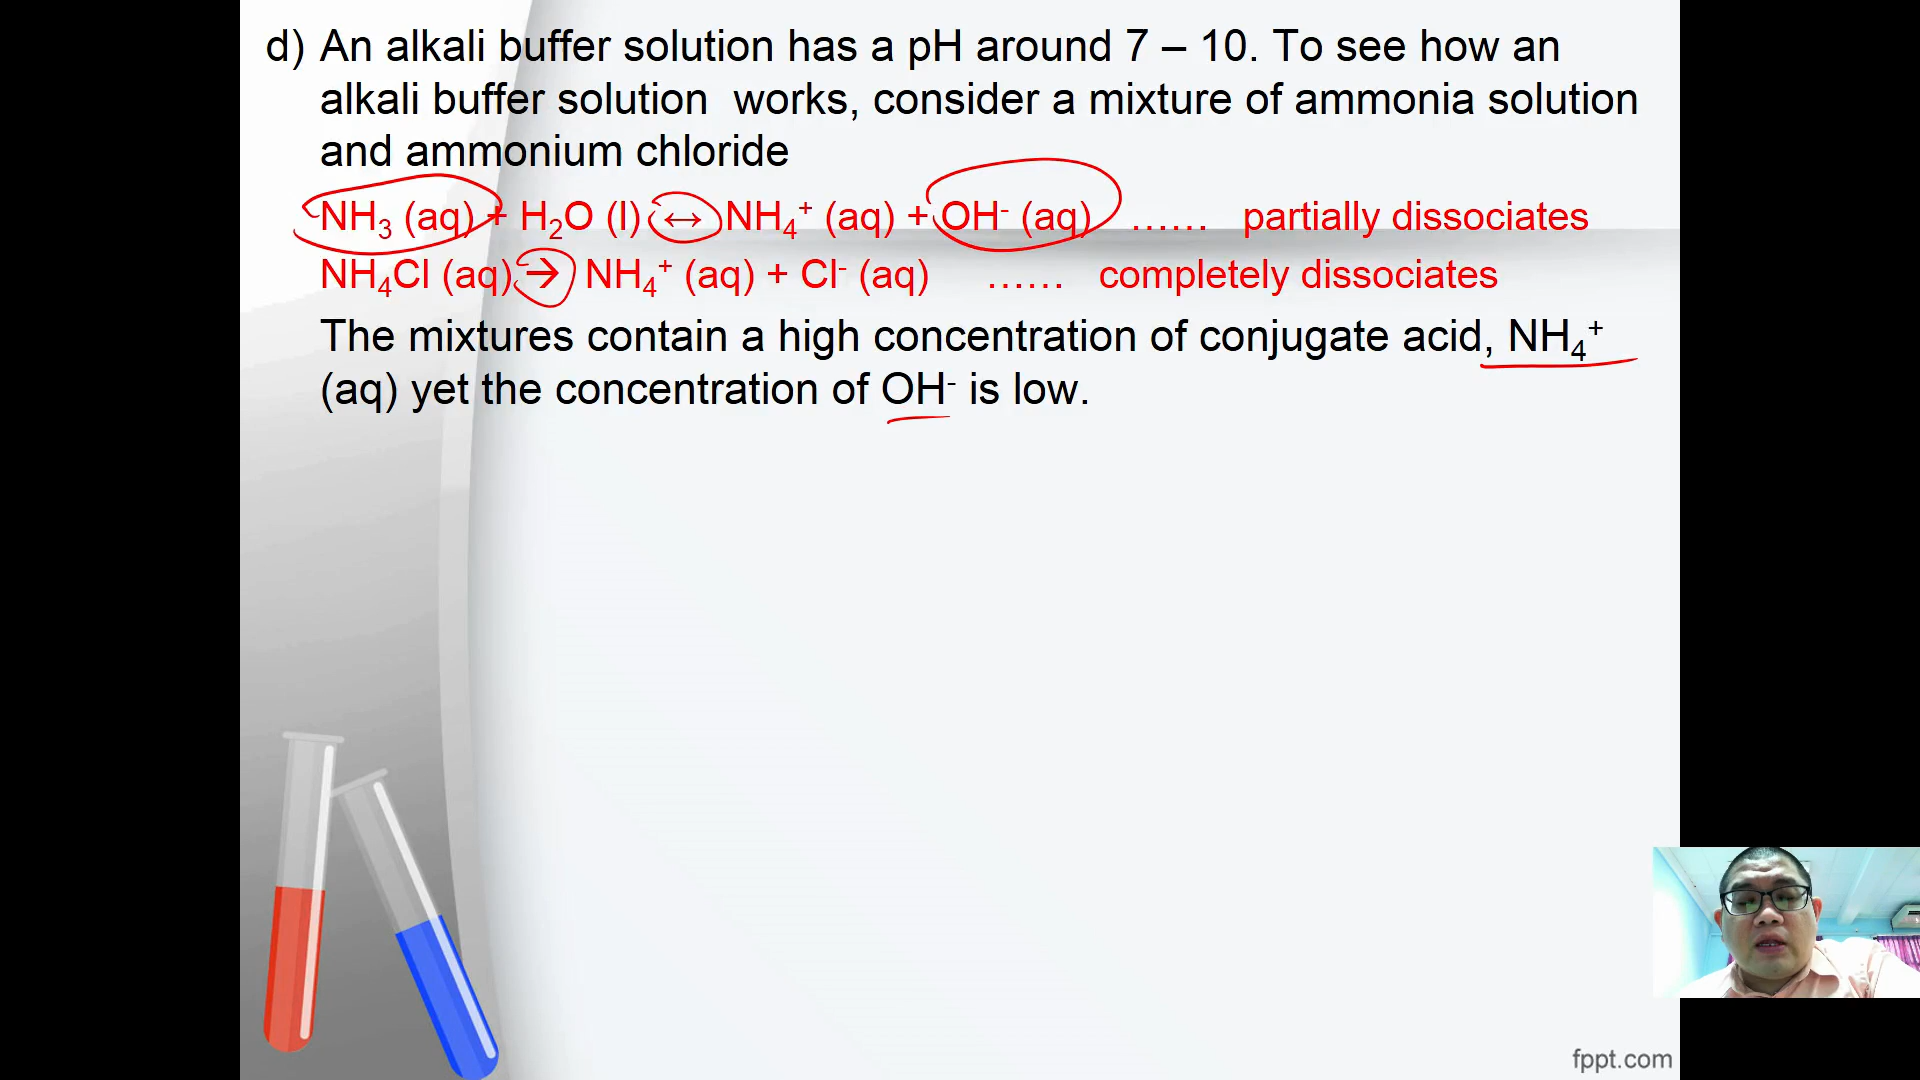 d) An alkali buffer solution has a pH around 7 – 10. To see how an
alkali buffer solution works, consider a mixture of ammonia solution
and ammonium chloride
NH₃ (aq) + H₂O (l) ↔ NH₄⁺ (aq) + OH⁻ (aq) …… partially dissociates
NH₄Cl (aq) → NH₄⁺ (aq) + Cl⁻ (aq) …… completely dissociates
The mixtures contain a high concentration of conjugate acid, NH₄⁺
(aq) yet the concentration of OH⁻ is low.
fppt.com